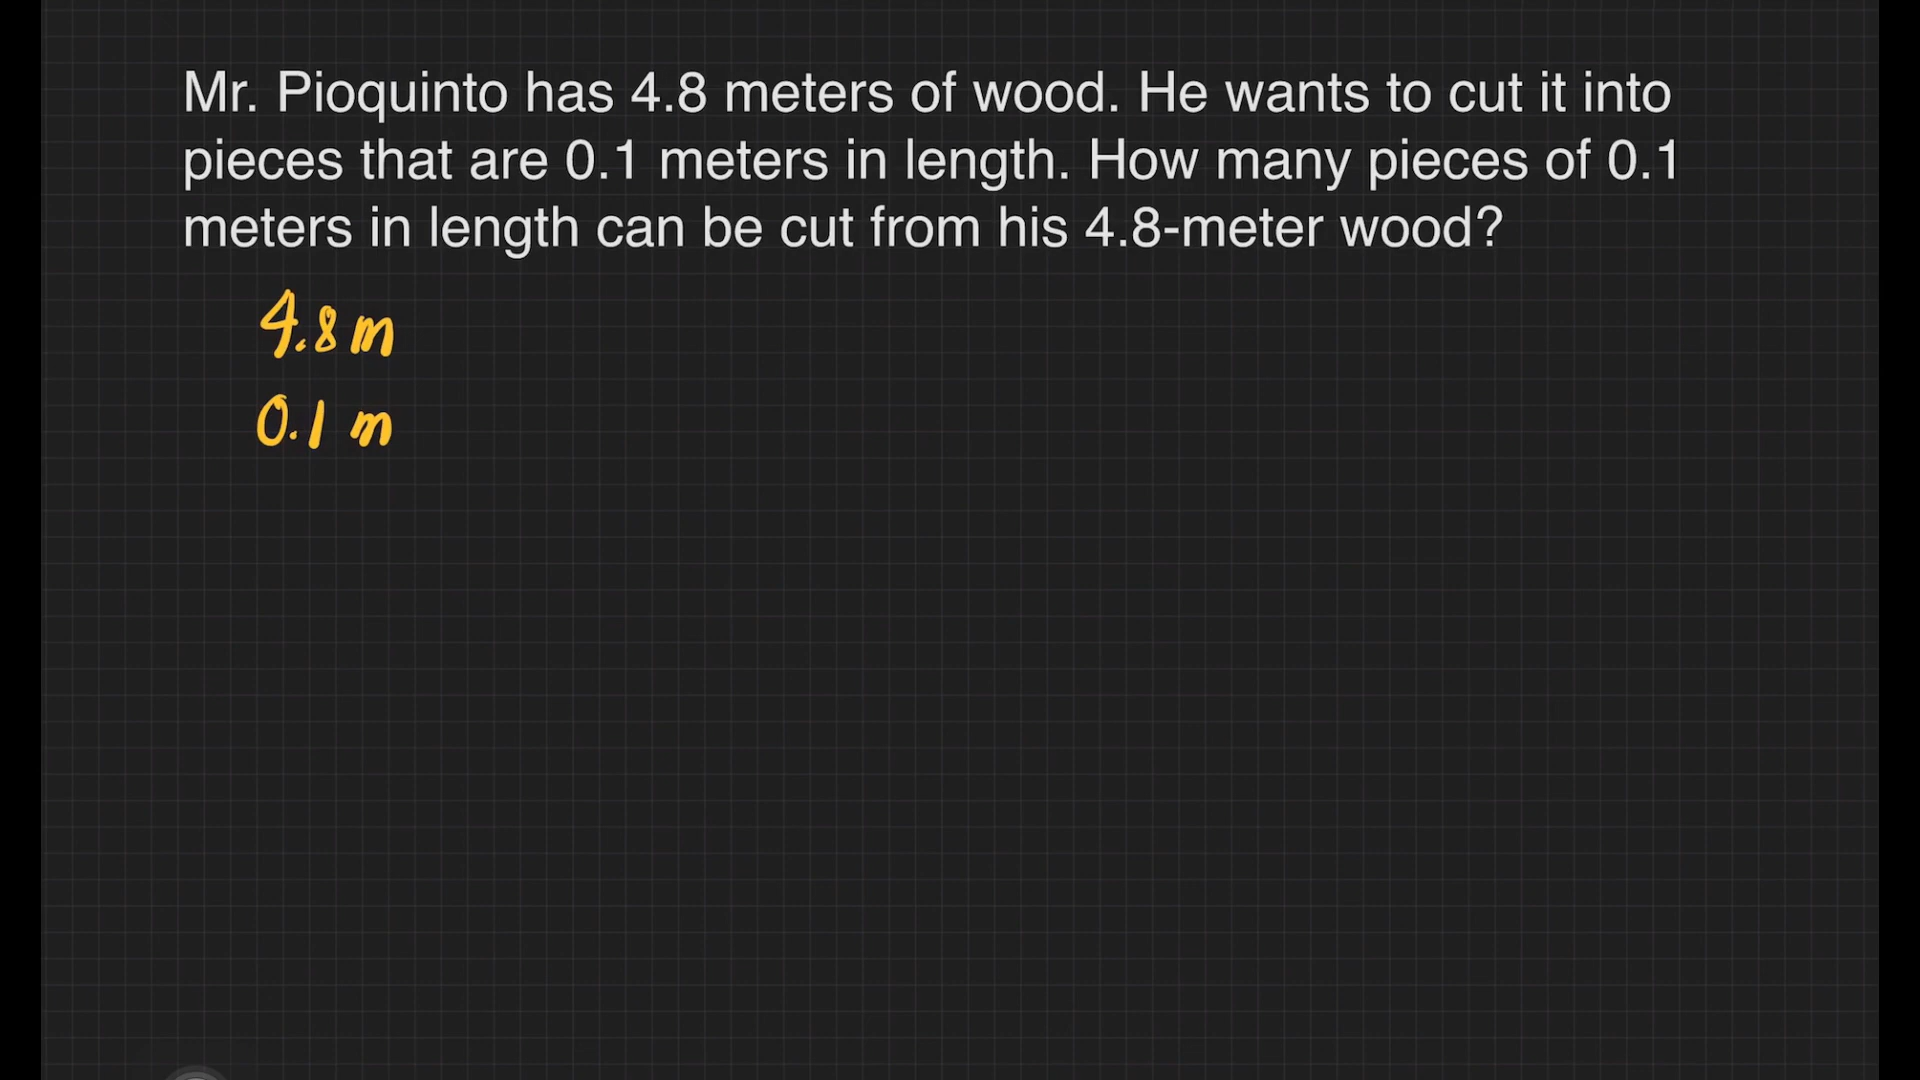 Mr. Pioquinto has 4.8 meters of wood. He wants to cut it into
pieces that are 0.1 meters in length. How many pieces of 0.1
meters in length can be cut from his 4.8-meter wood?
4.8 m
0.1 m